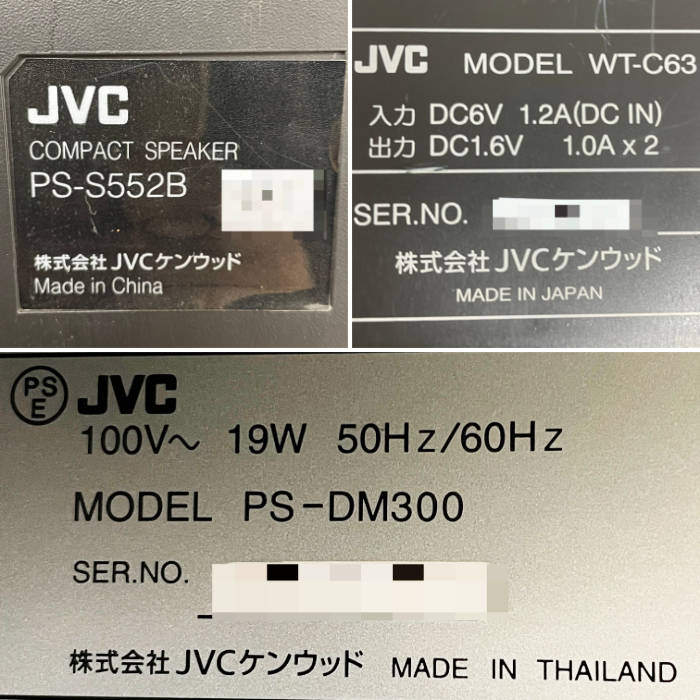 JVC
COMPACT SPEAKER
PS-S552B
株式会社JVCケンウッド
Made in China
JVC MODEL WT-C63
入力 DC6V 1.2A(DC IN)
出力 DC1.6V 1.0A x 2
SER.NO.
株式会社JVCケンウッド
MADE IN JAPAN
PS
E
JVC
100V～ 19W 50Hz/60Hz
MODEL PS-DM300
SER.NO.
株式会社JVCケンウッド MADE IN THAILAND